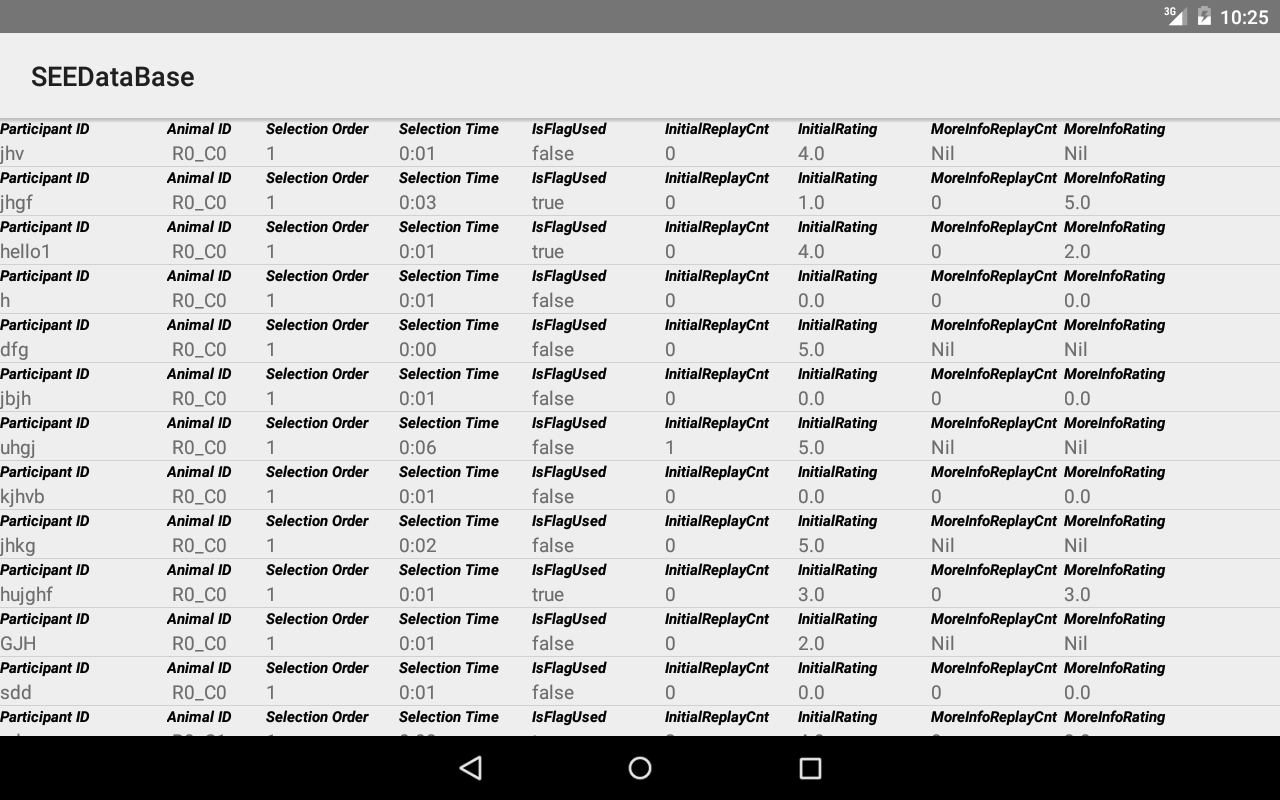 3G 10:25
SEEDataBase
Participant ID Animal ID Selection Order Selection Time IsFlagUsed InitialReplayCnt InitialRating MoreInfoReplayCnt MoreInfoRating
jhv R0_C0 1 0:01 false 0 4.0 Nil Nil
Participant ID Animal ID Selection Order Selection Time IsFlagUsed InitialReplayCnt InitialRating MoreInfoReplayCnt MoreInfoRating
jhgf R0_C0 1 0:03 true 0 1.0 0 5.0
Participant ID Animal ID Selection Order Selection Time IsFlagUsed InitialReplayCnt InitialRating MoreInfoReplayCnt MoreInfoRating
hello1 R0_C0 1 0:01 true 0 4.0 0 2.0
Participant ID Animal ID Selection Order Selection Time IsFlagUsed InitialReplayCnt InitialRating MoreInfoReplayCnt MoreInfoRating
h R0_C0 1 0:01 false 0 0.0 0 0.0
Participant ID Animal ID Selection Order Selection Time IsFlagUsed InitialReplayCnt InitialRating MoreInfoReplayCnt MoreInfoRating
dfg R0_C0 1 0:00 false 0 5.0 Nil Nil
Participant ID Animal ID Selection Order Selection Time IsFlagUsed InitialReplayCnt InitialRating MoreInfoReplayCnt MoreInfoRating
jbjh R0_C0 1 0:01 false 0 0.0 0 0.0
Participant ID Animal ID Selection Order Selection Time IsFlagUsed InitialReplayCnt InitialRating MoreInfoReplayCnt MoreInfoRating
uhgj R0_C0 1 0:06 false 1 5.0 Nil Nil
Participant ID Animal ID Selection Order Selection Time IsFlagUsed InitialReplayCnt InitialRating MoreInfoReplayCnt MoreInfoRating
kjhvb R0_C0 1 0:01 false 0 0.0 0 0.0
Participant ID Animal ID Selection Order Selection Time IsFlagUsed InitialReplayCnt InitialRating MoreInfoReplayCnt MoreInfoRating
jhkg R0_C0 1 0:02 false 0 5.0 Nil Nil
Participant ID Animal ID Selection Order Selection Time IsFlagUsed InitialReplayCnt InitialRating MoreInfoReplayCnt MoreInfoRating
hujghf R0_C0 1 0:01 true 0 3.0 0 3.0
Participant ID Animal ID Selection Order Selection Time IsFlagUsed InitialReplayCnt InitialRating MoreInfoReplayCnt MoreInfoRating
GJH R0_C0 1 0:01 false 0 2.0 Nil Nil
Participant ID Animal ID Selection Order Selection Time IsFlagUsed InitialReplayCnt InitialRating MoreInfoReplayCnt MoreInfoRating
sdd R0_C0 1 0:01 false 0 0.0 0 0.0
Participant ID Animal ID Selection Order Selection Time IsFlagUsed InitialReplayCnt InitialRating MoreInfoReplayCnt MoreInfoRating